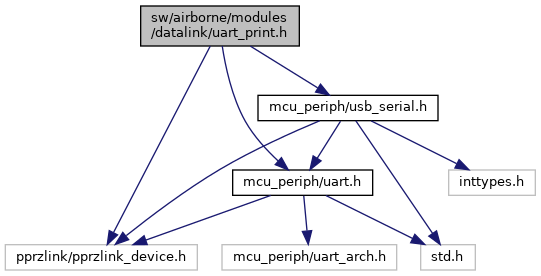 sw/airborne/modules
/datalink/uart_print.h
mcu_periph/usb_serial.h
mcu_periph/uart.h
inttypes.h
pprzlink/pprzlink_device.h
mcu_periph/uart_arch.h
std.h